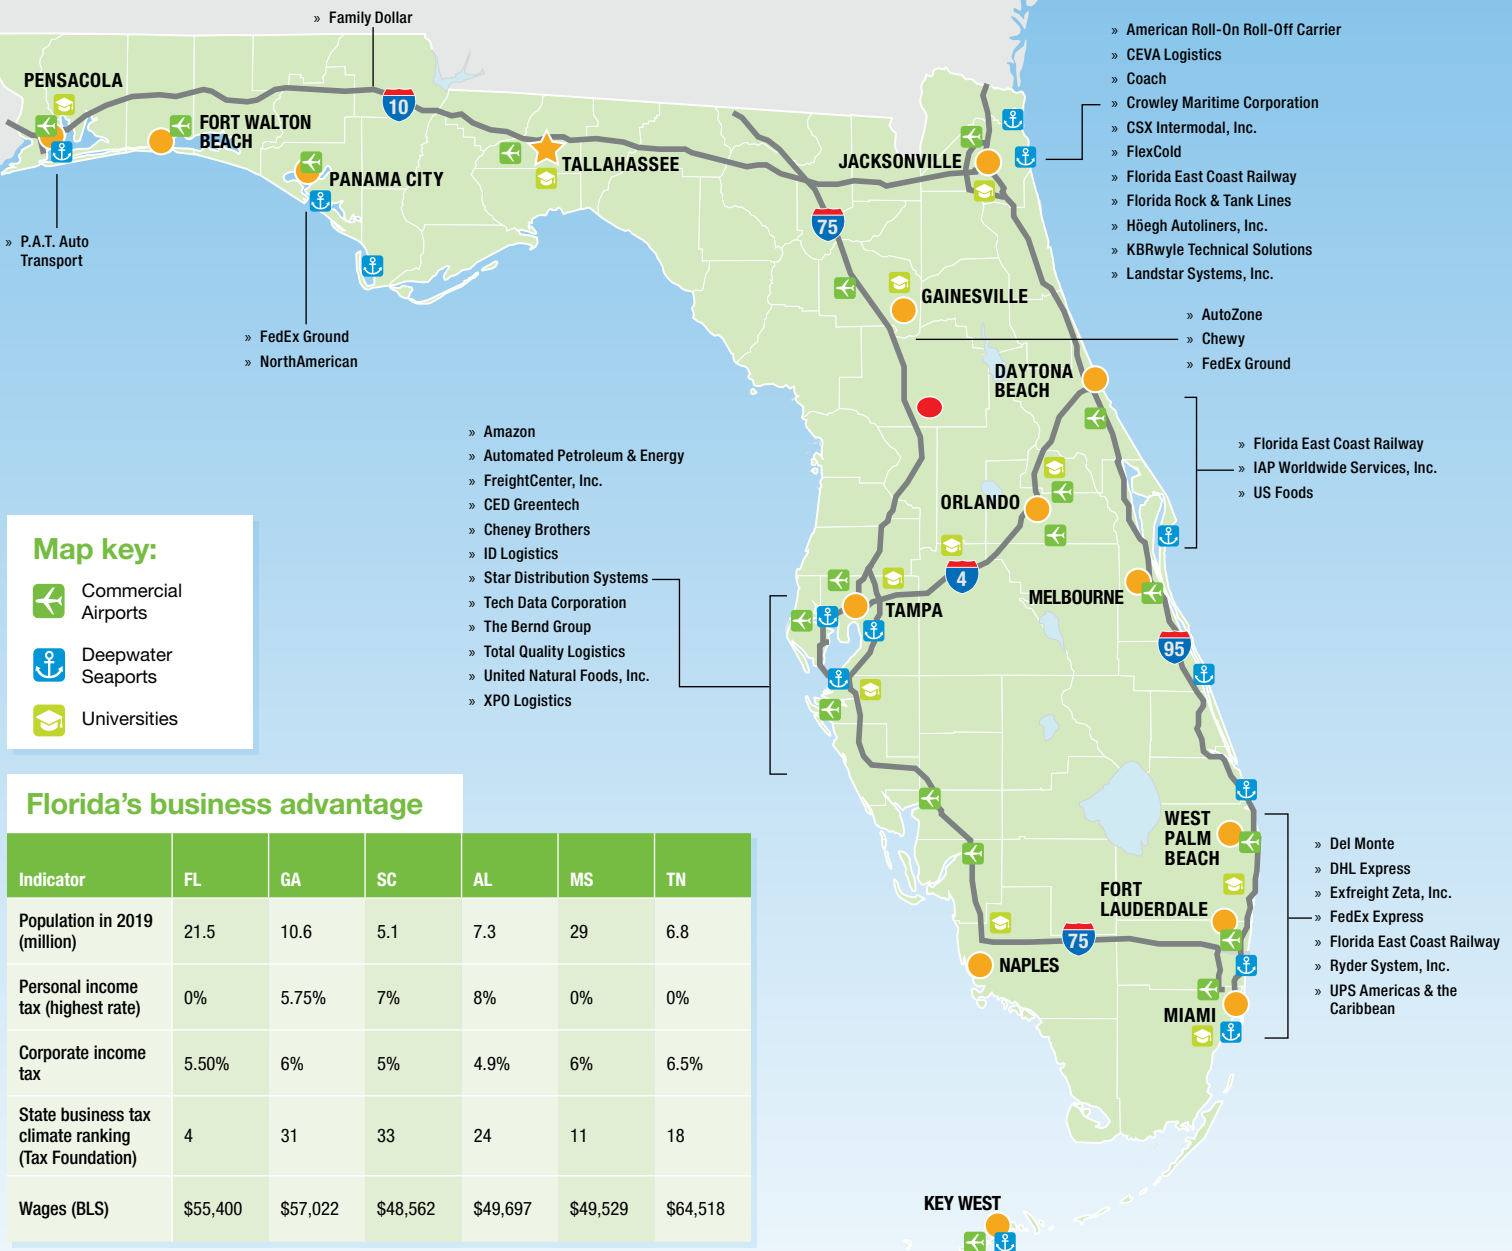 » Family Dollar
PENSACOLA
10
FORT WALTON
BEACH
PANAMA CITY
TALLAHASSEE
JACKSONVILLE
75
GAINESVILLE
» P.A.T. Auto
Transport
» FedEx Ground
» NorthAmerican
» American Roll-On Roll-Off Carrier
» CEVA Logistics
» Coach
» Crowley Maritime Corporation
» CSX Intermodal, Inc.
» FlexCold
» Florida East Coast Railway
» Florida Rock & Tank Lines
» Höegh Autoliners, Inc.
» KBRwyle Technical Solutions
» Landstar Systems, Inc.
» AutoZone
» Chewy
» FedEx Ground
DAYTONA
BEACH
» Florida East Coast Railway
» IAP Worldwide Services, Inc.
» US Foods
» Amazon
» Automated Petroleum & Energy
» FreightCenter, Inc.
» CED Greentech
» Cheney Brothers
» ID Logistics
» Star Distribution Systems
» Tech Data Corporation
» The Bernd Group
» Total Quality Logistics
» United Natural Foods, Inc.
» XPO Logistics
ORLANDO
4
TAMPA
MELBOURNE
95
Map key:
Commercial
Airports
Deepwater
Seaports
Universities
WEST
PALM
BEACH
FORT
LAUDERDALE
75
NAPLES
MIAMI
KEY WEST
» Del Monte
» DHL Express
» Exfreight Zeta, Inc.
» FedEx Express
» Florida East Coast Railway
» Ryder System, Inc.
» UPS Americas & the
Caribbean
Florida's business advantage
Indicator FL GA SC AL MS TN
Population in 2019
(million) 21.5 10.6 5.1 7.3 29 6.8
Personal income
tax (highest rate) 0% 5.75% 7% 8% 0% 0%
Corporate income
tax 5.50% 6% 5% 4.9% 6% 6.5%
State business tax
climate ranking 4 31 33 24 11 18
(Tax Foundation)
Wages (BLS) $55,400 $57,022 $48,562 $49,697 $49,529 $64,518